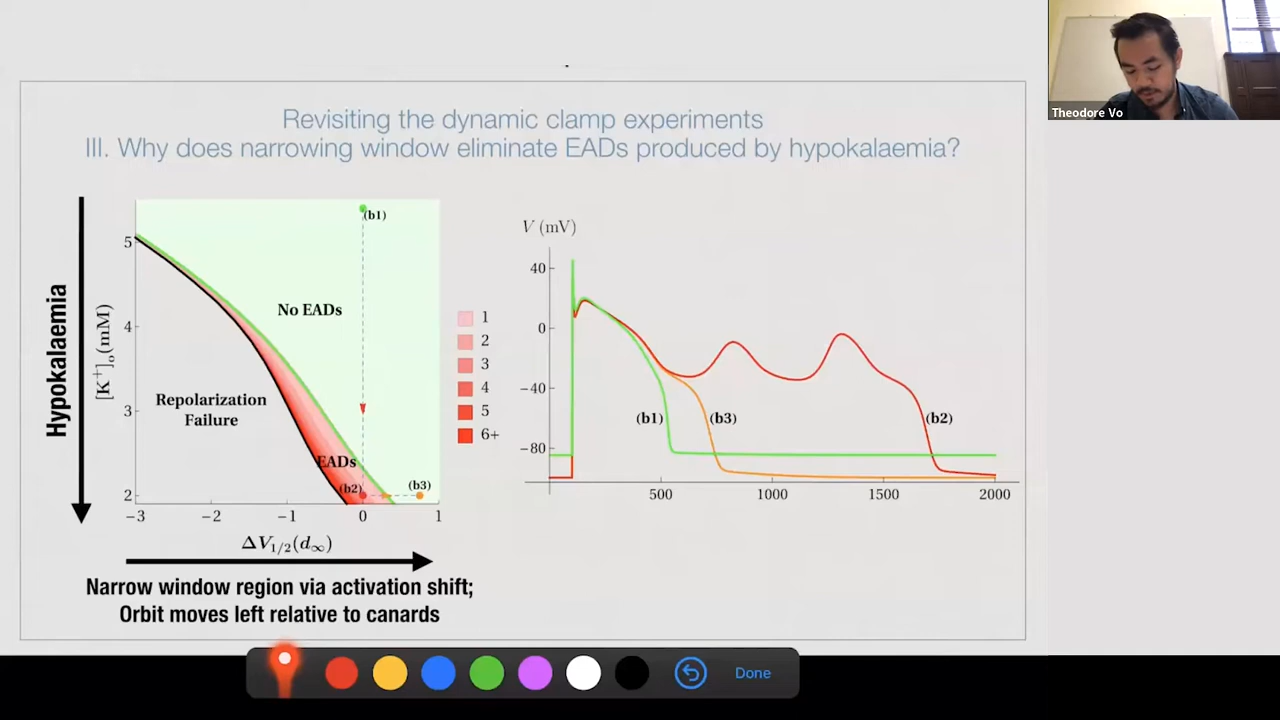 Theodore Vo
Revisiting the dynamic clamp experiments
III. Why does narrowing window eliminate EADs produced by hypokalaemia?
Hypokalaemia
[K⁺]ₒ(mM)
5
4
3
2
(b1)
No EADs
Repolarization
Failure
EADs
(b2)
(b3)
−3
−2
−1
0
1
ΔV₁/₂(d∞)
1
2
3
4
5
6+
Narrow window region via activation shift;
Orbit moves left relative to canards
V (mV)
40
0
−40
−80
(b1)
(b3)
(b2)
500
1000
1500
2000
Done